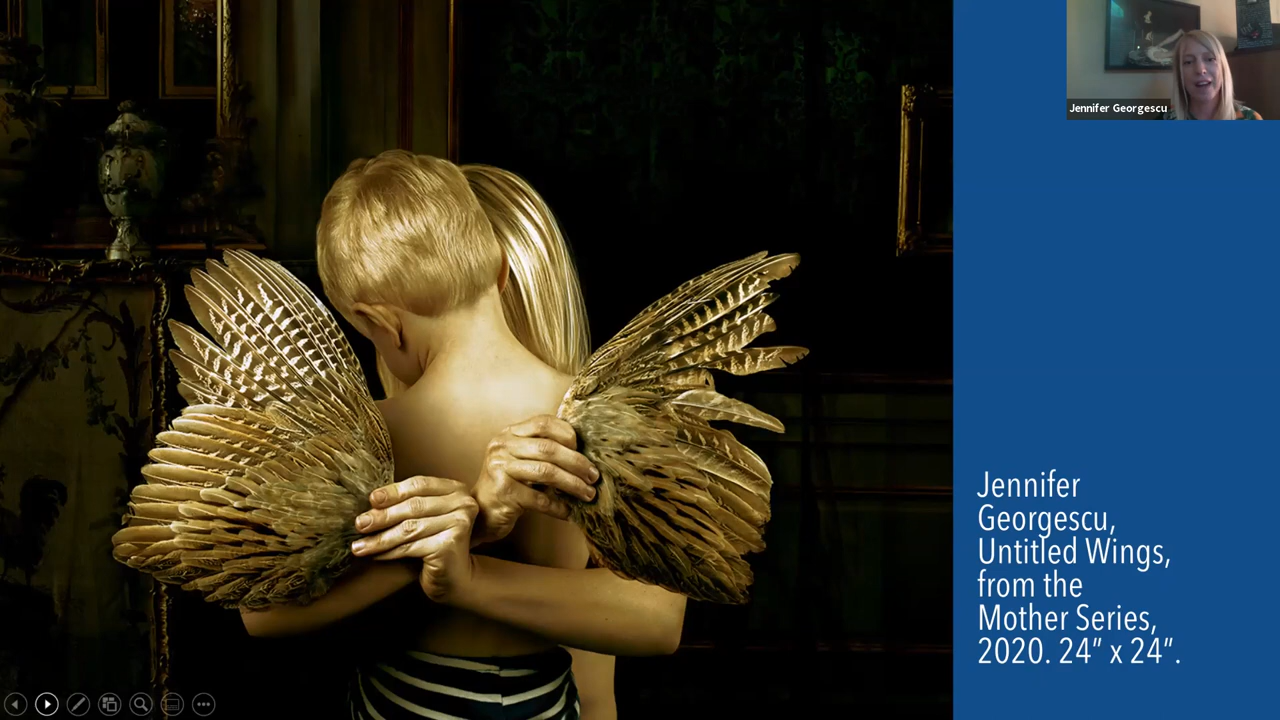 Jennifer Georgescu
Jennifer
Georgescu,
Untitled Wings,
from the
Mother Series,
2020. 24” x 24”.